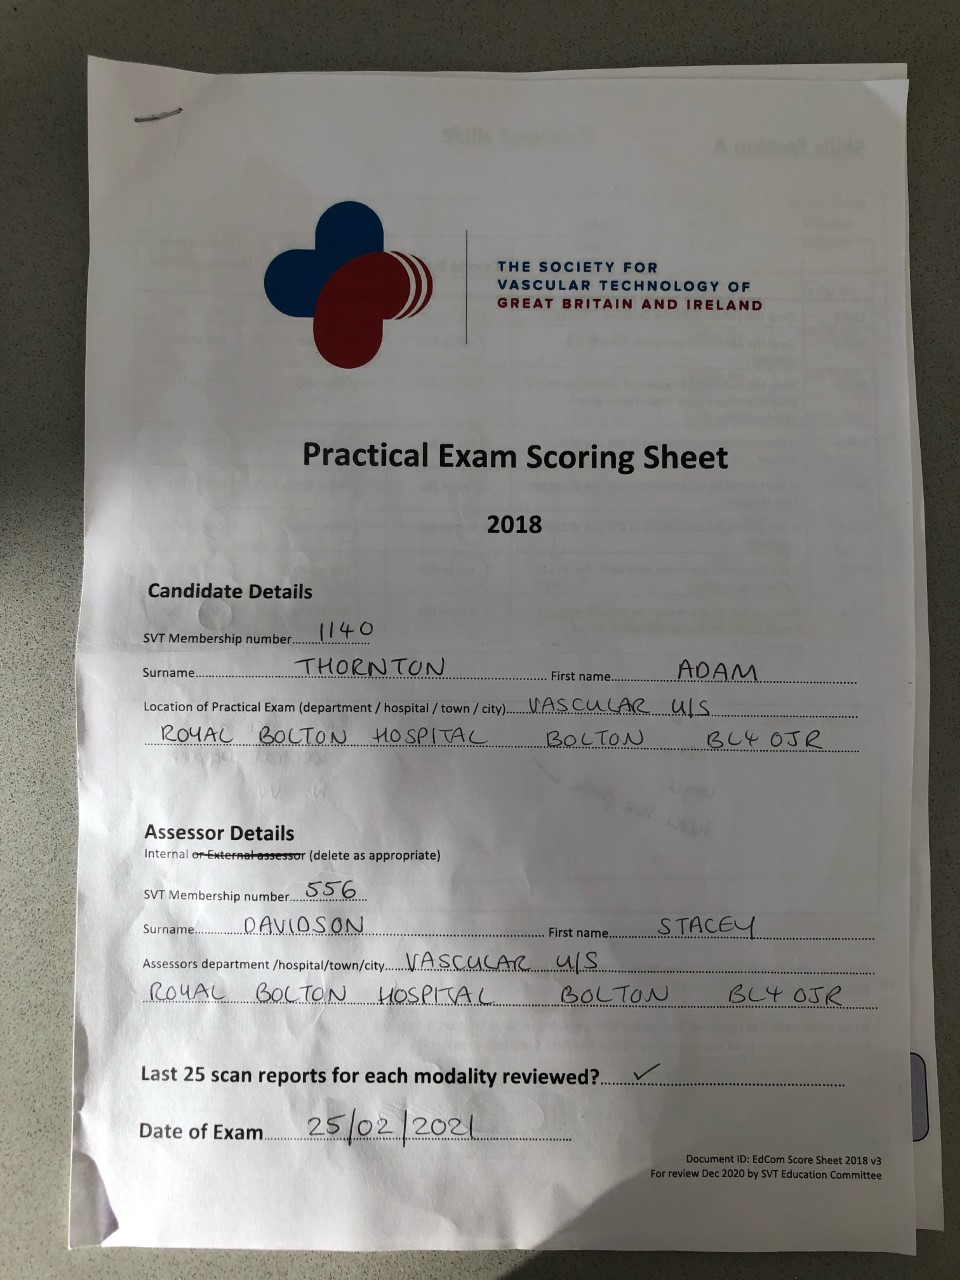 THE SOCIETY FOR
VASCULAR TECHNOLOGY OF
GREAT BRITAIN AND IRELAND
Practical Exam Scoring Sheet
2018
Candidate Details
SVT Membership number...... 1140
Surname...... THORNTON ...... First name...... ADAM
Location of Practical Exam (department / hospital / town / city)...... VASCULAR U/S
ROYAL BOLTON HOSPITAL BOLTON BL4 0JR
Assessor Details
Internal or External assessor (delete as appropriate)
SVT Membership number...... 556
Surname...... DAVIDSON ...... First name...... STACEY
Assessors department /hospital/town/city...... VASCULAR U/S
ROYAL BOLTON HOSPITAL BOLTON BL4 0JR
Last 25 scan reports for each modality reviewed?...... ✓
Date of Exam...... 25/02/2021
Document ID: EdCom Score Sheet 2018 v3
For review Dec 2020 by SVT Education Committee